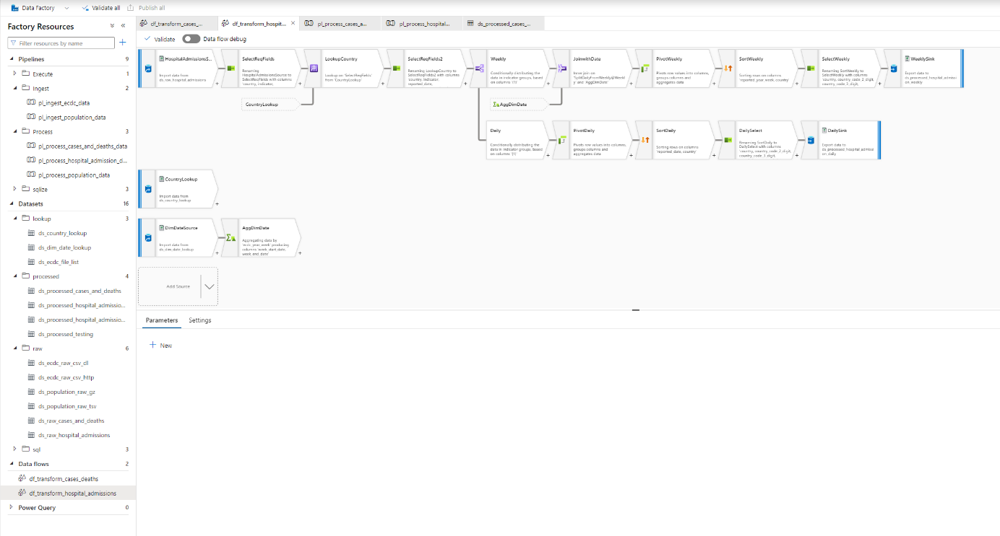 Data Factory
Validate all
Publish all
Factory Resources
Filter resources by name
Pipelines 9
Execute 1
Ingest 2
pl_ingest_ecdc_data
pl_ingest_population_data
Process 3
pl_process_cases_and_deaths_data
pl_process_hospital_admission_d...
pl_process_population_data
sqlize 3
Datasets 16
lookup 3
ds_country_lookup
ds_dim_date_lookup
ds_ecdc_file_list
processed 4
ds_processed_cases_and_deaths
ds_processed_hospital_admissio...
ds_processed_hospital_admissio...
ds_processed_testing
raw 6
ds_ecdc_raw_csv_dl
ds_ecdc_raw_csv_http
ds_population_raw_gz
ds_population_raw_tsv
ds_raw_cases_and_deaths
ds_raw_hospital_admissions
sql 3
Data flows 2
df_transform_cases_deaths
df_transform_hospital_admissions
Power Query 0
df_transform_cases_...
df_transform_hospit...
pl_process_cases_a...
pl_process_hospital...
ds_processed_cases_...
Validate
Data flow debug
HospitalAdmissionsS...
Import data from
ds_raw_hospital_admissions
SelectReqFields
Renaming
HospitalAdmissionsSource to
SelectReqFields with columns
'country, indicator,
LookupCountry
Lookup on 'SelectReqFields'
from 'CountryLookup'
SelectReqFields2
Renaming LookupCountry to
SelectReqFields2 with columns
'country, indicator,
reported_date,
Weekly
Conditionally distributing the
data in indicator groups, based
on columns '{1}'
JoinwithDate
Inner join on
'SplitDailyFromWeekly@Weekl
y' and 'AggDimDate'
PivotWeekly
Pivots row values into columns,
groups columns and
aggregates data
SortWeekly
Sorting rows on columns
'reported_year_week, country'
SelectWeekly
Renaming SortWeekly to
SelectWeekly with columns
'country, country_code_2_digit,
country_code_3_digit,
WeeklySink
Export data to
ds_processed_hospital_admissi
on_weekly
CountryLookup
AggDimDate
Daily
Conditionally distributing the
data in indicator groups, based
on columns '{1}'
PivotDaily
Pivots row values into columns,
groups columns and
aggregates data
SortDaily
Sorting rows on columns
'reported_date, country'
DailySelect
Renaming SortDaily to
DailySelect with columns
'country, country_code_2_digit,
country_code_3_digit,
DailySink
Export data to
ds_processed_hospital_admissi
on_daily
CountryLookup
Import data from
ds_country_lookup
DimDateSource
Import data from
ds_dim_date_lookup
AggDimDate
Aggregating data by
'ecdc_year_week' producing
columns 'week_start_date,
week_end_date'
Add Source
Parameters
Settings
New